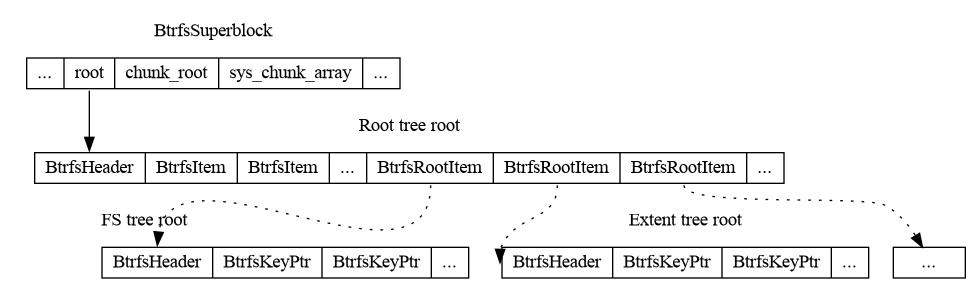 BtrfsSuperblock
... root chunk_root sys_chunk_array ...
Root tree root
BtrfsHeader BtrfsItem BtrfsItem ... BtrfsRootItem BtrfsRootItem BtrfsRootItem ...
FS tree root Extent tree root
BtrfsHeader BtrfsKeyPtr BtrfsKeyPtr ... BtrfsHeader BtrfsKeyPtr BtrfsKeyPtr ... ...